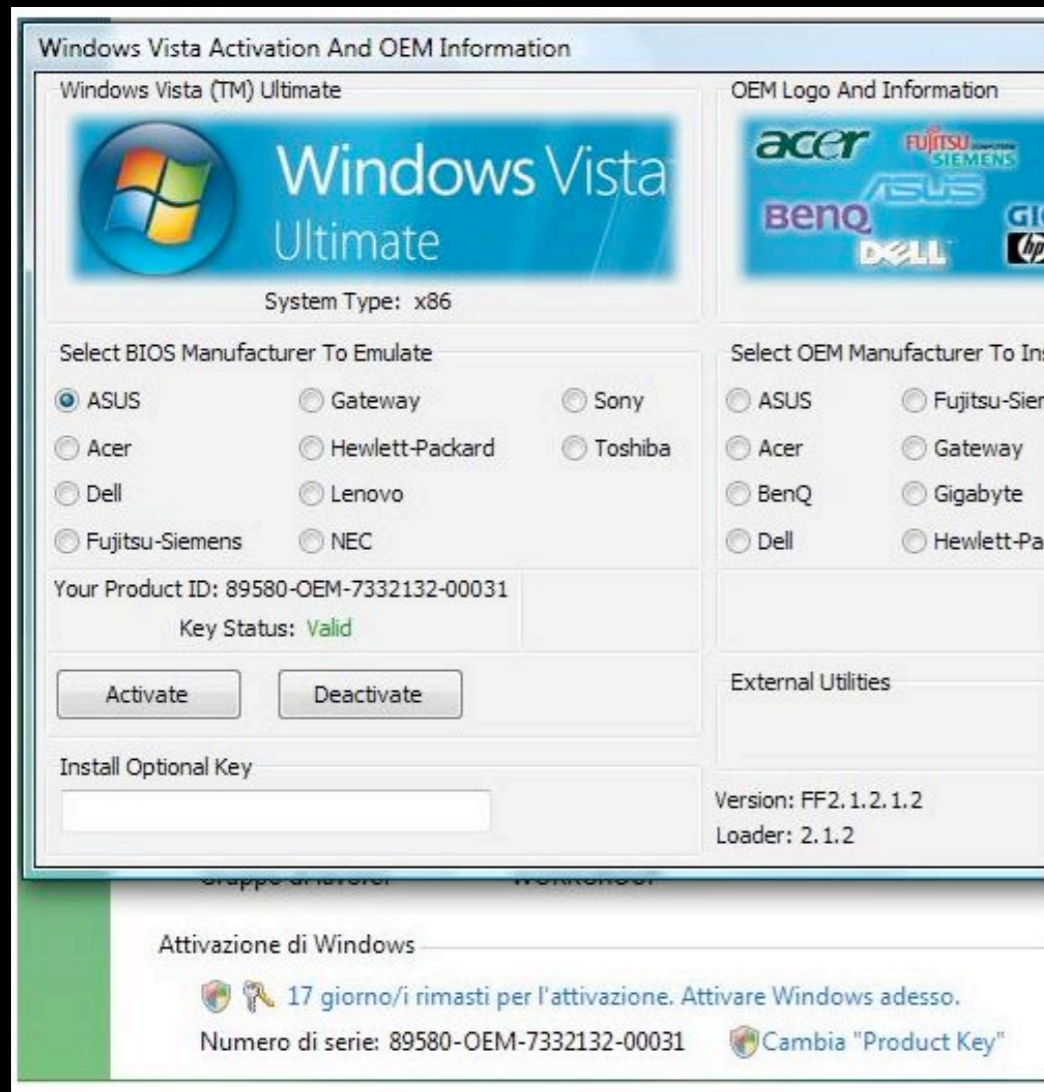 Windows Vista Activation And OEM Information
Windows Vista (TM) Ultimate
Windows Vista
Ultimate
System Type: x86
OEM Logo And Information
acer
FUJITSU
SIEMENS
ASUS
BenQ
DELL
hp
Select BIOS Manufacturer To Emulate
ASUS Gateway Sony
Acer Hewlett-Packard Toshiba
Dell Lenovo
Fujitsu-Siemens NEC
Select OEM Manufacturer To
ASUS
Acer Gateway
BenQ Gigabyte
Dell
Your Product ID: 89580-OEM-7332132-00031
Key Status: Valid
Activate Deactivate
External Utilities
Install Optional Key
Version: FF2.1.2.1.2
Loader: 2.1.2
Attivazione di Windows
17 giorno/i rimasti per l'attivazione. Attivare Windows adesso.
Numero di serie: 89580-OEM-7332132-00031 Cambia "Product Key"